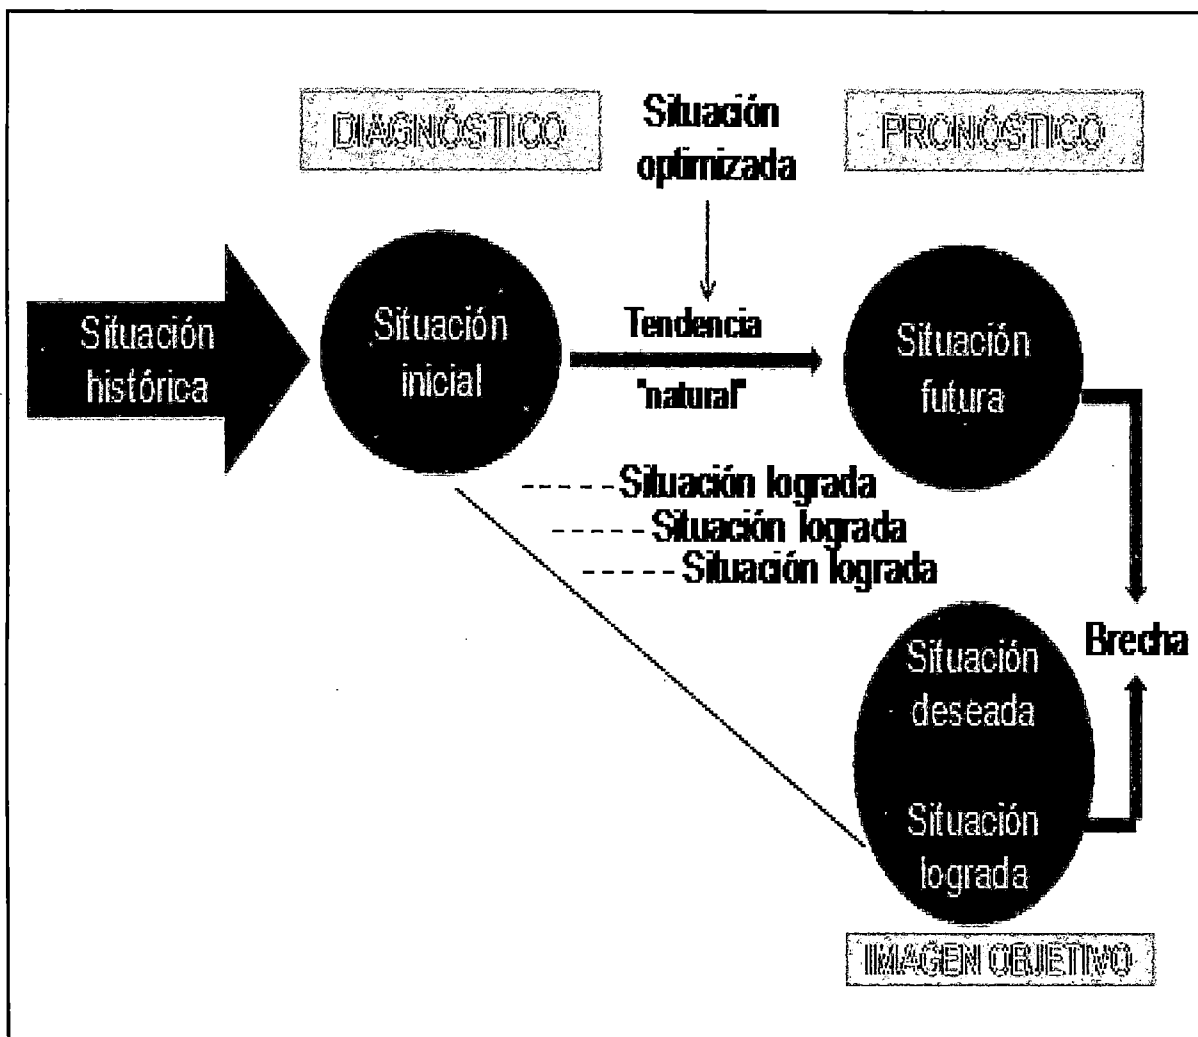 DIAGNÓSTICO
Situación
optimizada
PRONÓSTICO
Situación
histórica
Situación
inicial
Tendencia
"natural"
Situación
futura
Situación lograda
Situación lograda
Situación lograda
Brecha
Situación
deseada
Situación
lograda
IMAGEN OBJETIVO